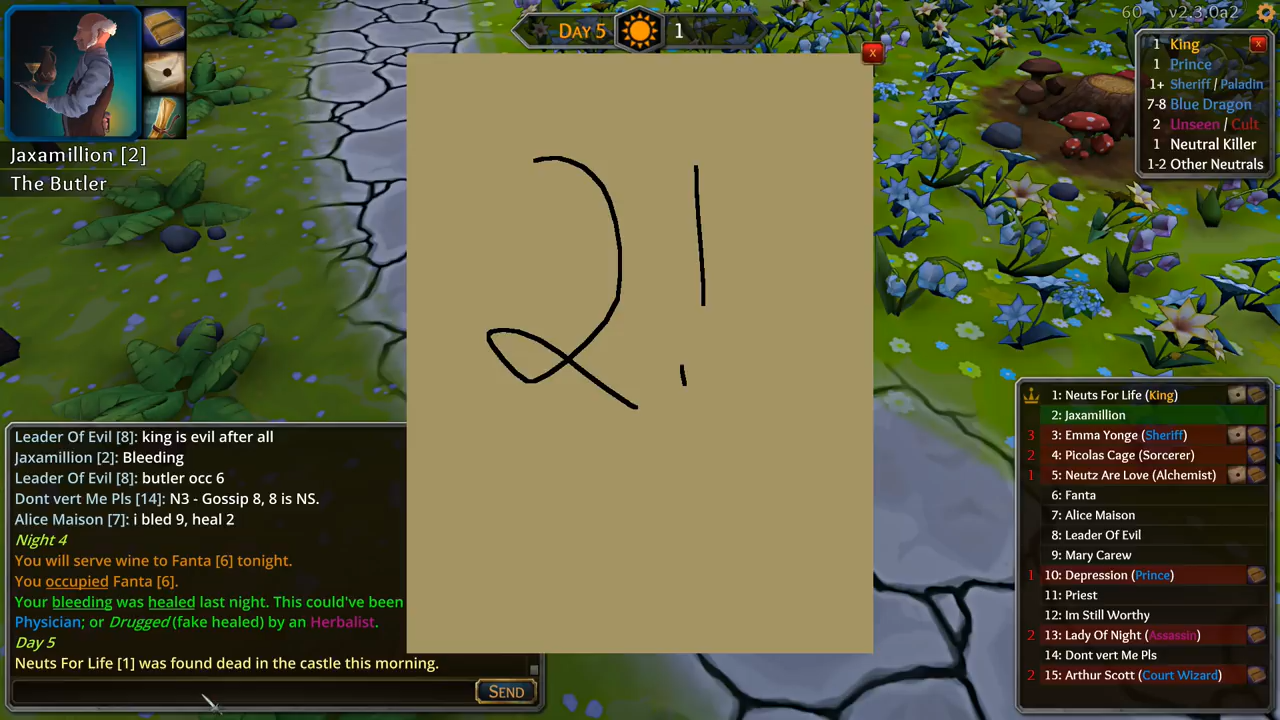 DAY 5 1
60 v2.3.0a2
Jaxamillion [2]
The Butler
2!
X
1 King X
1 Prince
1+ Sheriff / Paladin
7-8 Blue Dragon
2 Unseen / Cult
1 Neutral Killer
1-2 Other Neutrals
Leader Of Evil [8]: king is evil after all
Jaxamillion [2]: Bleeding
Leader Of Evil [8]: butler occ 6
Dont vert Me Pls [14]: N3 - Gossip 8, 8 is NS.
Alice Maison [7]: i bled 9, heal 2
Night 4
You will serve wine to Fanta [6] tonight.
You occupied Fanta [6].
Your bleeding was healed last night. This could've been
Physician; or Drugged (fake healed) by an Herbalist.
Day 5
Neuts For Life [1] was found dead in the castle this morning.
SEND
1: Neuts For Life (King)
2: Jaxamillion
3 3: Emma Yonge (Sheriff)
2 4: Picolas Cage (Sorcerer)
1 5: Neutz Are Love (Alchemist)
6: Fanta
7: Alice Maison
8: Leader Of Evil
9: Mary Carew
1 10: Depression (Prince)
11: Priest
12: Im Still Worthy
2 13: Lady Of Night (Assassin)
14: Dont vert Me Pls
2 15: Arthur Scott (Court Wizard)